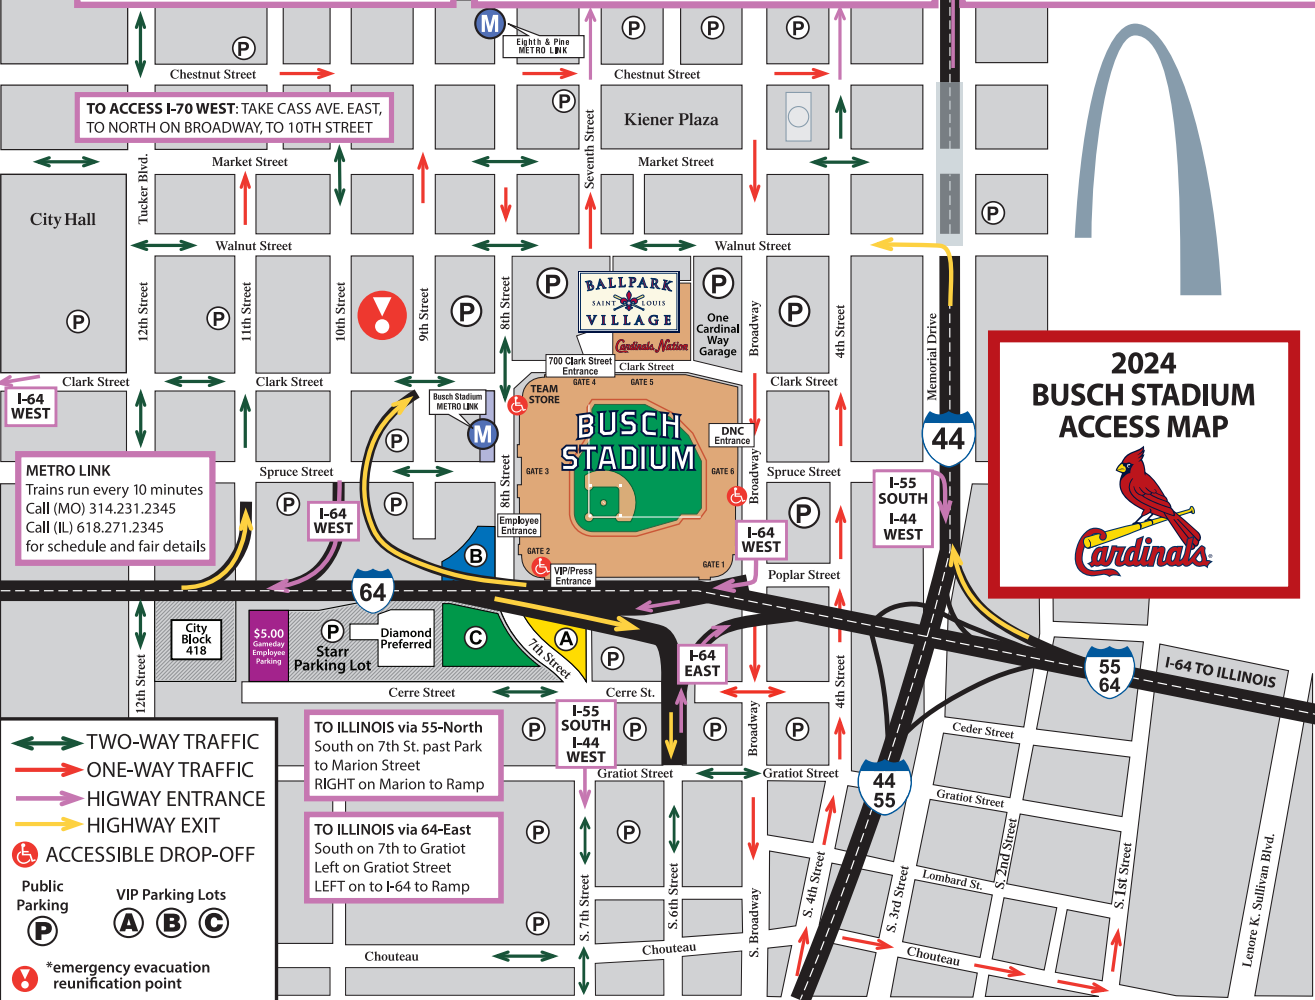 M
Eighth & Pine
METRO LINK
P
P
P
P
Chestnut Street
Chestnut Street
TO ACCESS I-70 WEST: TAKE CASS AVE. EAST,
TO NORTH ON BROADWAY, TO 10TH STREET
P
Kiener Plaza
Market Street
Market Street
Tucker Blvd.
Seventh Street
City Hall
P
Walnut Street
Walnut Street
P
12th Street
11th Street
P
10th Street
9th Street
P
8th Street
P
BALLPARK
SAINT LOUIS
VILLAGE
Cardinals Nation
P
One
Cardinal
Way
Garage
Broadway
P
4th Street
Memorial Drive
Clark Street
Clark Street
700 Clark Street
Entrance
Clark Street
Clark Street
I-64
WEST
Busch Stadium
METRO LINK
M
TEAM
STORE
GATE 4
GATE 5
BUSCH
STADIUM
DNC
Entrance
GATE 3
GATE 6
44
2024
BUSCH STADIUM
ACCESS MAP
Cardinals
P
METRO LINK
Trains run every 10 minutes
Call (MO) 314.231.2345
Call (IL) 618.271.2345
for schedule and fair details
Spruce Street
Spruce Street
8th Street
Broadway
P
I-64
WEST
P
P
I-55
SOUTH
I-44
WEST
Employee
Entrance
I-64
WEST
GATE 2
GATE 1
VIP/Press
Entrance
Poplar Street
B
64
City
Block
418
$5.00
Gameday
Employee
Parking
P
Starr
Parking Lot
Diamond
Preferred
C
A
7th Street
P
I-64
EAST
55
64
I-64 TO ILLINOIS
12th Street
Cerre Street
Cerre St.
4th Street
TWO-WAY TRAFFIC
ONE-WAY TRAFFIC
HIGWAY ENTRANCE
HIGHWAY EXIT
ACCESSIBLE DROP-OFF
Public
Parking
P
VIP Parking Lots
A B C
*emergency evacuation
reunification point
TO ILLINOIS via 55-North
South on 7th St. past Park
to Marion Street
RIGHT on Marion to Ramp
TO ILLINOIS via 64-East
South on 7th to Gratiot
Left on Gratiot Street
LEFT on to I-64 to Ramp
P
I-55
SOUTH
I-44
WEST
P
P
Broadway
P
Ceder Street
Gratiot Street
Gratiot Street
44
55
Gratiot Street
P
P
P
S. 7th Street
S. 6th Street
S. Broadway
S. 4th Street
S. 3rd Street
Lombard St.
S. 2nd Street
S. 1st Street
Lenore K. Sullivan Blvd.
Chouteau
Chouteau
Chouteau